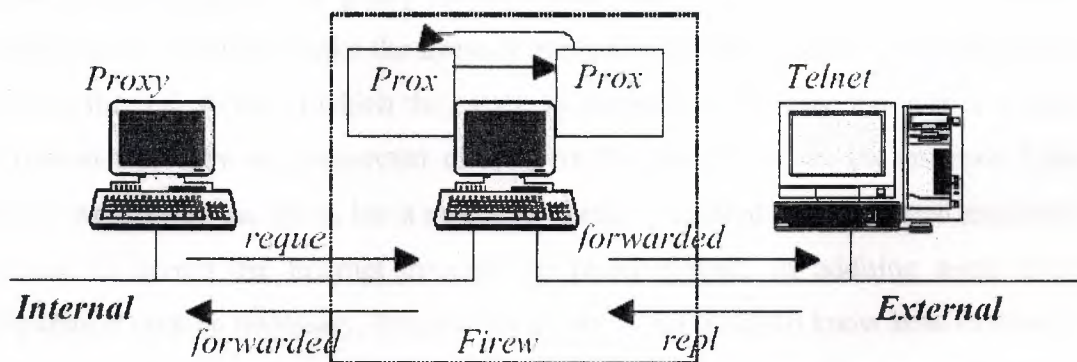 Proxy
Prox
Prox
Telnet
reque
forwarded
Internal
External
forwarded
Firew
repl